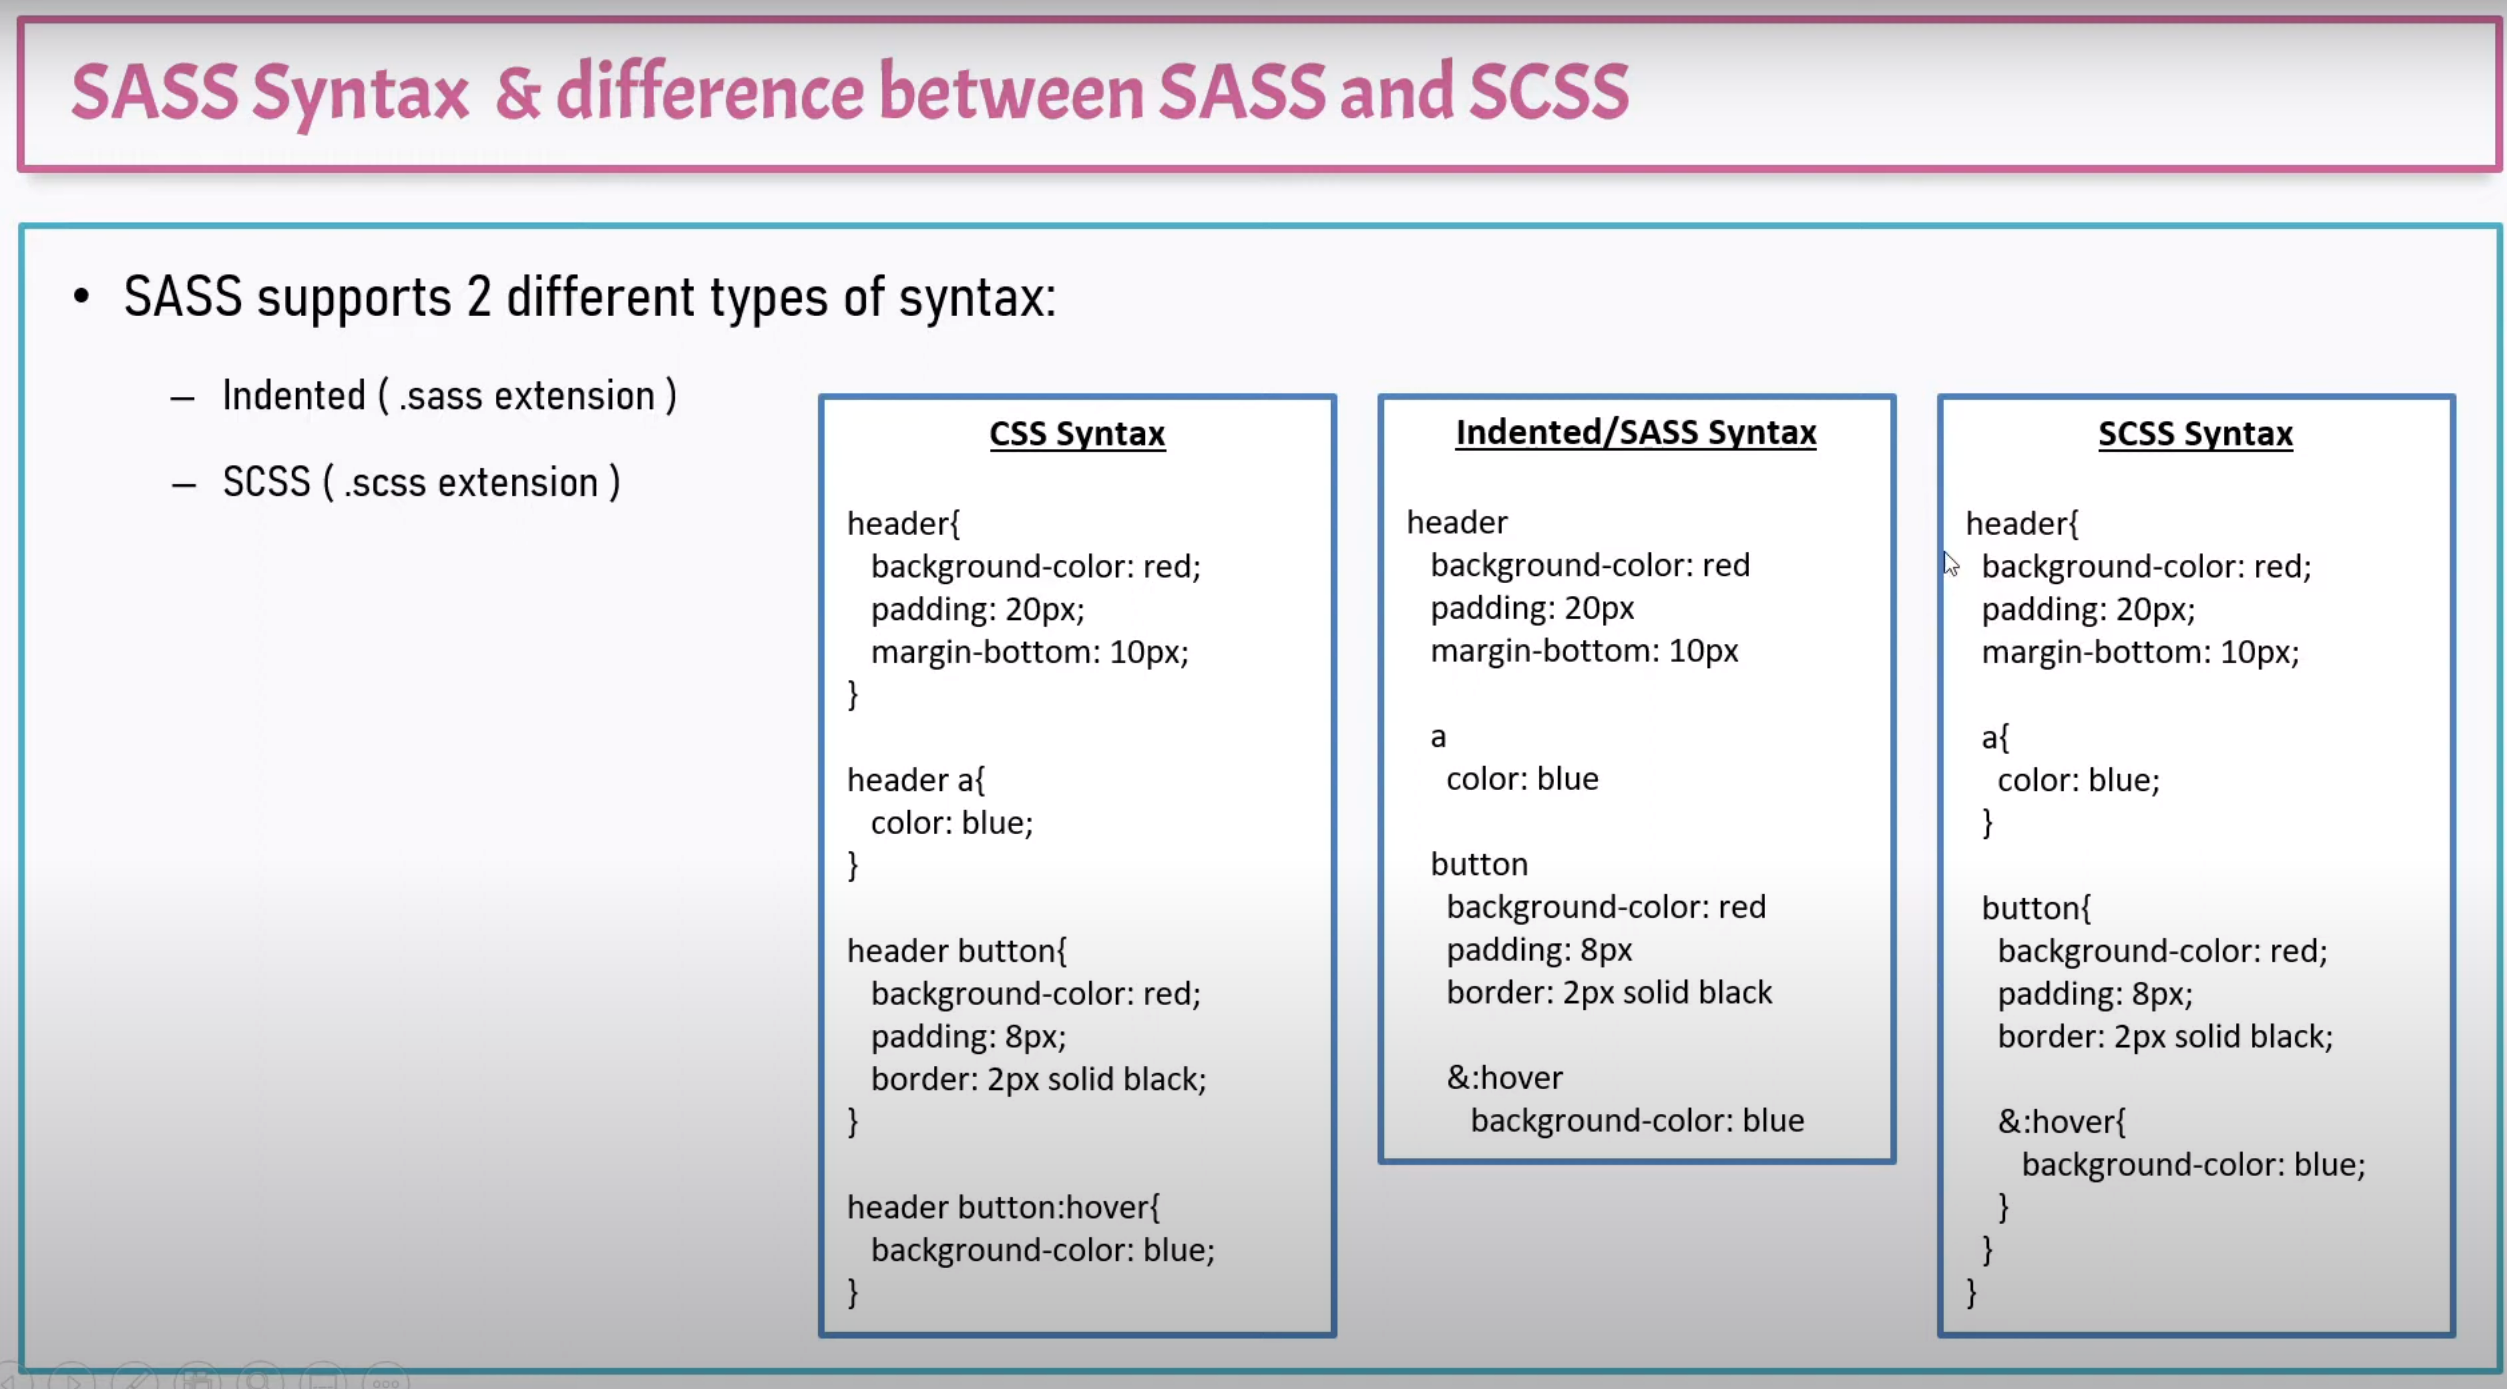 SASS Syntax & difference between SASS and SCSS
• SASS supports 2 different types of syntax:
– Indented ( .sass extension )
– SCSS ( .scss extension )
CSS Syntax
header{
background-color: red;
padding: 20px;
margin-bottom: 10px;
}
header a{
color: blue;
}
header button{
background-color: red;
padding: 8px;
border: 2px solid black;
}
header button:hover{
background-color: blue;
}
Indented/SASS Syntax
header
background-color: red
padding: 20px
margin-bottom: 10px
a
color: blue
button
background-color: red
padding: 8px
border: 2px solid black
&:hover
background-color: blue
SCSS Syntax
header{
background-color: red;
padding: 20px;
margin-bottom: 10px;
a{
color: blue;
}
button{
background-color: red;
padding: 8px;
border: 2px solid black;
&:hover{
background-color: blue;
}
}
}